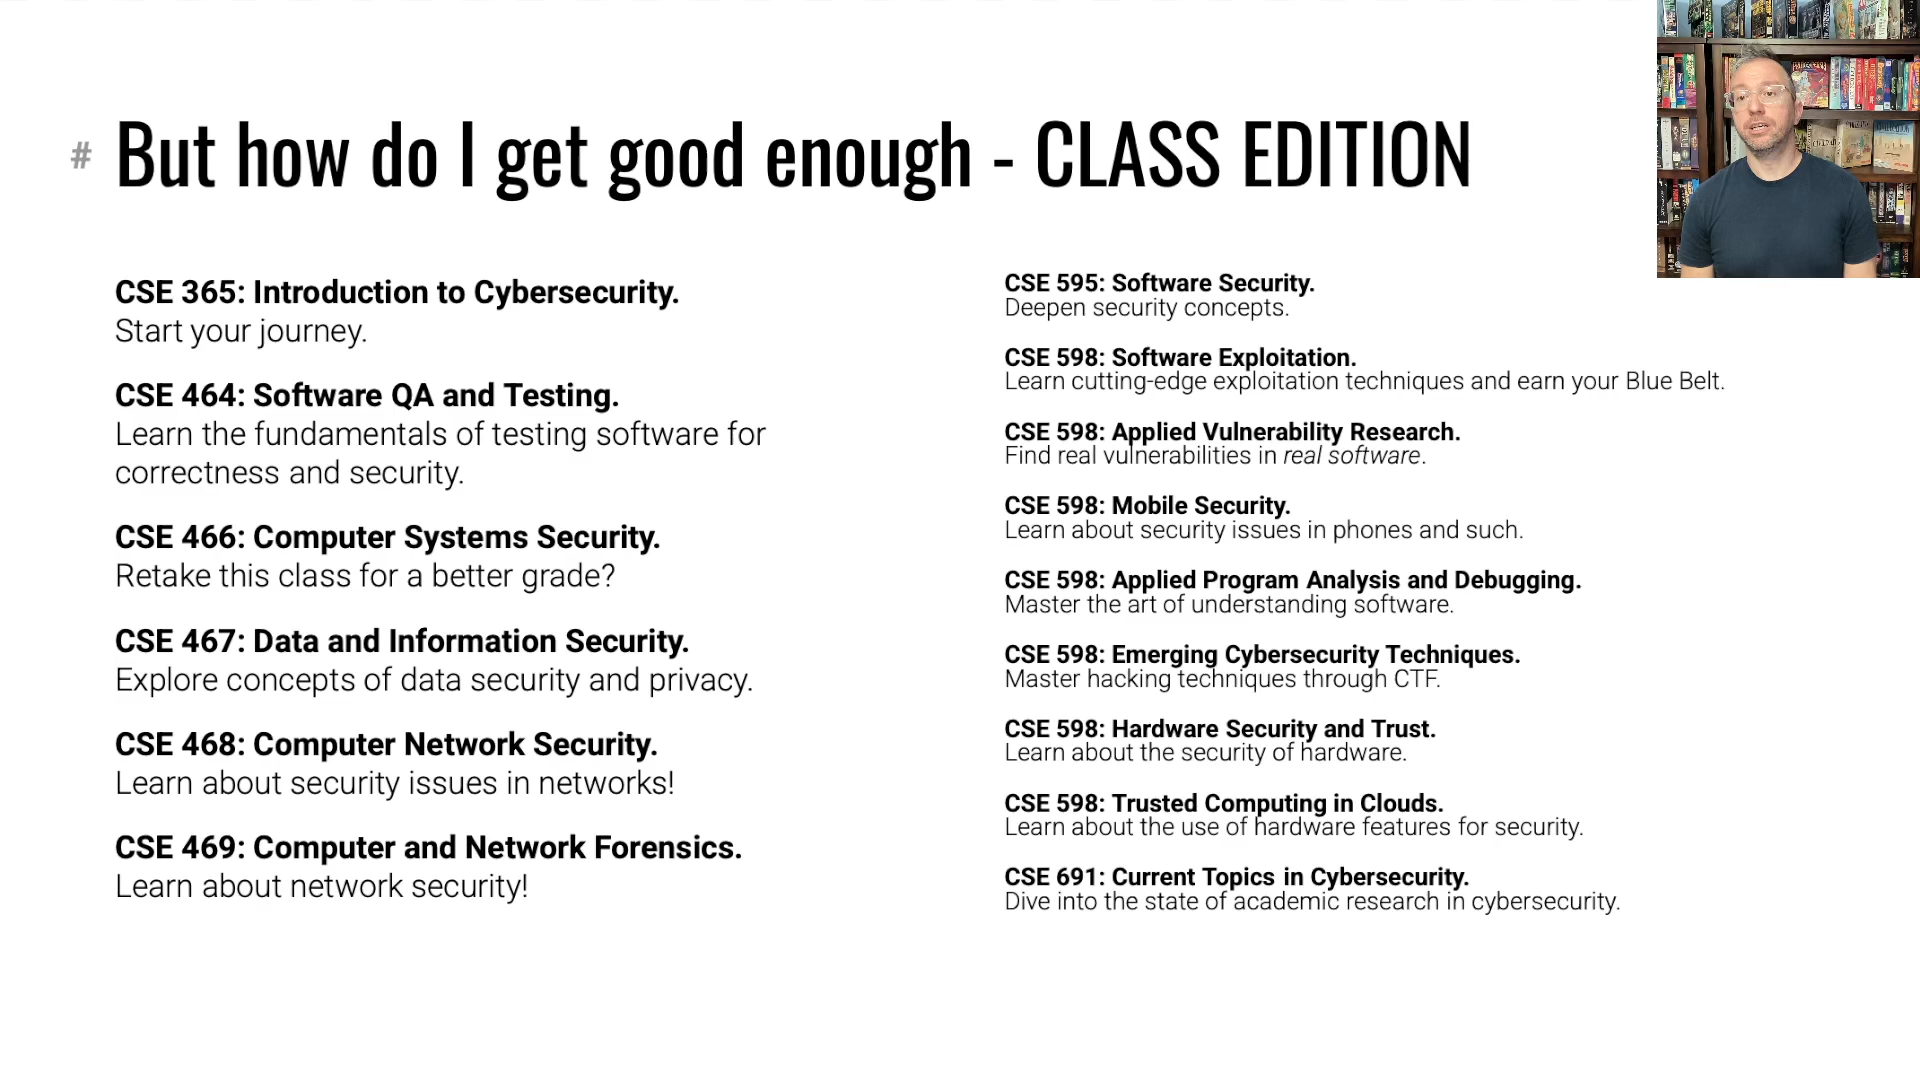 # But how do I get good enough - CLASS EDITION
CSE 365: Introduction to Cybersecurity.
Start your journey.
CSE 464: Software QA and Testing.
Learn the fundamentals of testing software for
correctness and security.
CSE 466: Computer Systems Security.
Retake this class for a better grade?
CSE 467: Data and Information Security.
Explore concepts of data security and privacy.
CSE 468: Computer Network Security.
Learn about security issues in networks!
CSE 469: Computer and Network Forensics.
Learn about network security!
CSE 595: Software Security.
Deepen security concepts.
CSE 598: Software Exploitation.
Learn cutting-edge exploitation techniques and earn your Blue Belt.
CSE 598: Applied Vulnerability Research.
Find real vulnerabilities in real software.
CSE 598: Mobile Security.
Learn about security issues in phones and such.
CSE 598: Applied Program Analysis and Debugging.
Master the art of understanding software.
CSE 598: Emerging Cybersecurity Techniques.
Master hacking techniques through CTF.
CSE 598: Hardware Security and Trust.
Learn about the security of hardware.
CSE 598: Trusted Computing in Clouds.
Learn about the use of hardware features for security.
CSE 691: Current Topics in Cybersecurity.
Dive into the state of academic research in cybersecurity.